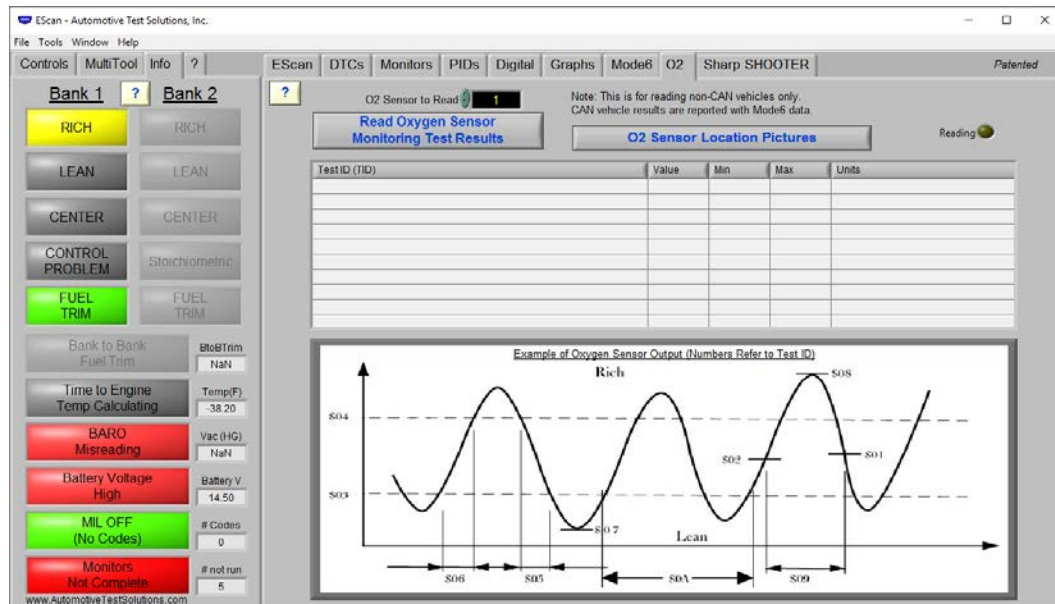 EScan - Automotive Test Solutions, Inc.
File Tools Window Help
Controls MultiTool Info ?
EScan DTCs Monitors PIDs Digital Graphs Mode6 O2 Sharp SHOOTER Patented
Bank 1 ? Bank 2
RICH RICH
LEAN LEAN
CENTER CENTER
CONTROL
PROBLEM
Stoichiometric
FUEL
TRIM
FUEL
TRIM
Bank to Bank
Fuel Trim
BtoBTrim
NaN
Time to Engine
Temp Calculating
Temp(F)
-38.20
BARO
Misreading
Vac (HG)
NaN
Battery Voltage
High
Battery V
14.50
MIL OFF
(No Codes)
# Codes
0
Monitors
Not Complete
# not run
5
www.AutomotiveTestSolutions.com
?
O2 Sensor to Read 1
Read Oxygen Sensor
Monitoring Test Results
Note: This is for reading non-CAN vehicles only.
CAN vehicle results are reported with Mode6 data.
O2 Sensor Location Pictures
Reading
Test ID (TID) Value Min Max Units
Example of Oxygen Sensor Output (Numbers Refer to Test ID)
Rich
$08
$04
$02 $01
$03
$07
Lean
$06 $05 $0A $09